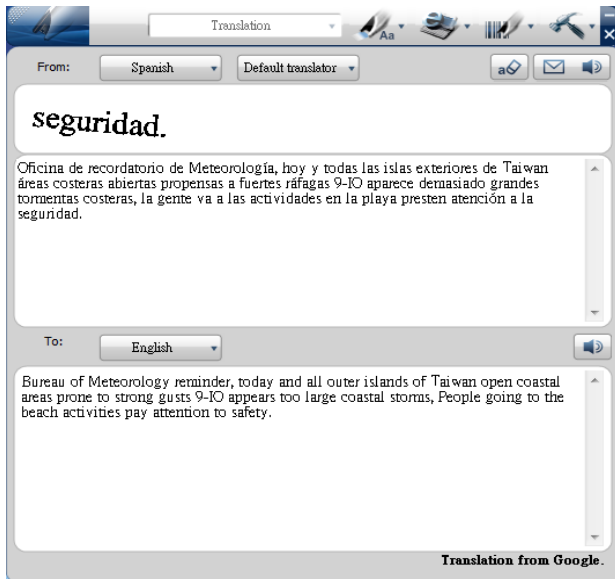 Translation
Aa
From:
Spanish
Default translator
a
seguridad.
Oficina de recordatorio de Meteorología, hoy y todas las islas exteriores de Taiwan
áreas costeras abiertas propensas a fuertes ráfagas 9-IO aparece demasiado grandes
tormentas costeras, la gente va a las actividades en la playa presten atención a la
seguridad.
To:
English
Bureau of Meteorology reminder, today and all outer islands of Taiwan open coastal
areas prone to strong gusts 9-IO appears too large coastal storms, People going to the
beach activities pay attention to safety.
Translation from Google.